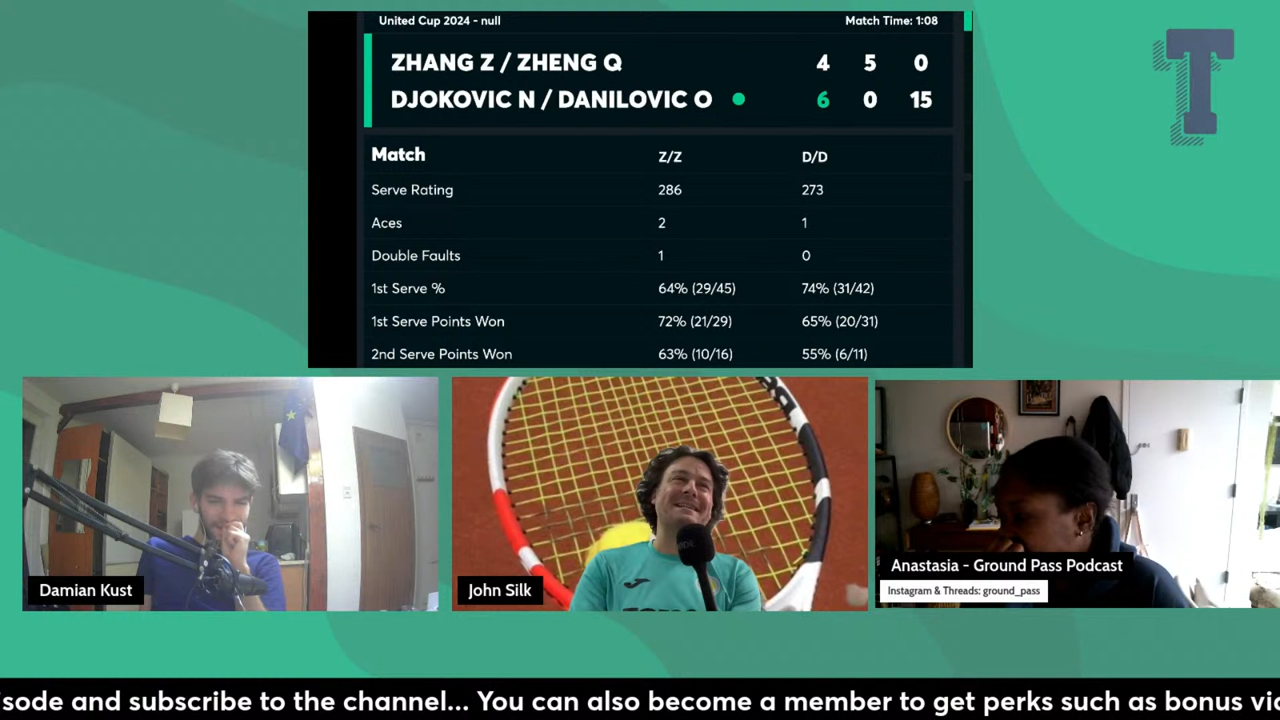 United Cup 2024 - null Match Time: 1:08
ZHANG Z / ZHENG Q 4 5 0
DJOKOVIC N / DANILOVIC O 6 0 15
Match Z/Z D/D
Serve Rating 286 273
Aces 2 1
Double Faults 1 0
1st Serve % 64% (29/45) 74% (31/42)
1st Serve Points Won 72% (21/29) 65% (20/31)
2nd Serve Points Won 63% (10/16) 55% (6/11)
T
Damian Kust
John Silk
Anastasia - Ground Pass Podcast
Instagram & Threads: ground_pass
isode and subscribe to the channel... You can also become a member to get perks such as bonus vi